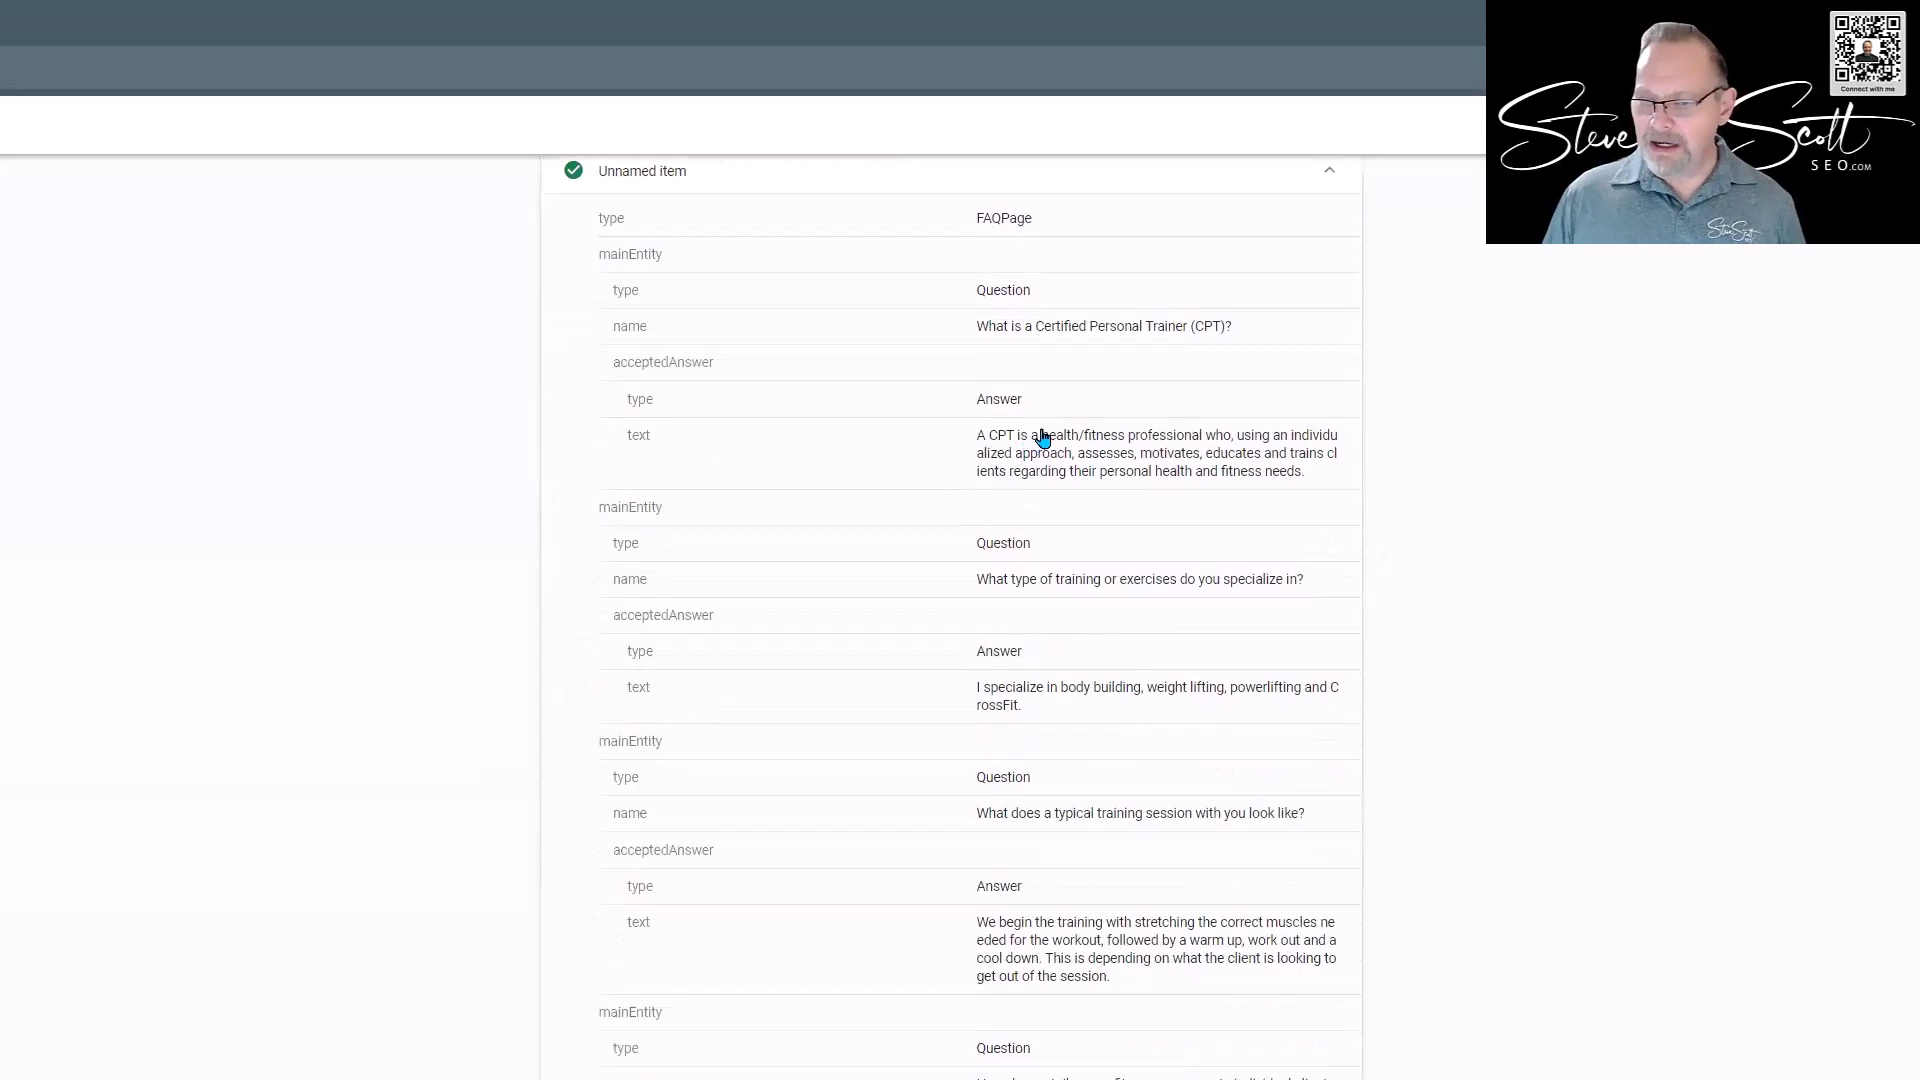 Connect with me
Steve Scott
SEO.COM
Steve Scott
Unnamed item
type FAQPage
mainEntity
type Question
name What is a Certified Personal Trainer (CPT)?
acceptedAnswer
type Answer
text A CPT is a health/fitness professional who, using an individu
alized approach, assesses, motivates, educates and trains cl
ients regarding their personal health and fitness needs.
mainEntity
type Question
name What type of training or exercises do you specialize in?
acceptedAnswer
type Answer
text I specialize in body building, weight lifting, powerlifting and C
rossFit.
mainEntity
type Question
name What does a typical training session with you look like?
acceptedAnswer
type Answer
text We begin the training with stretching the correct muscles ne
eded for the workout, followed by a warm up, work out and a
cool down. This is depending on what the client is looking to
get out of the session.
mainEntity
type Question